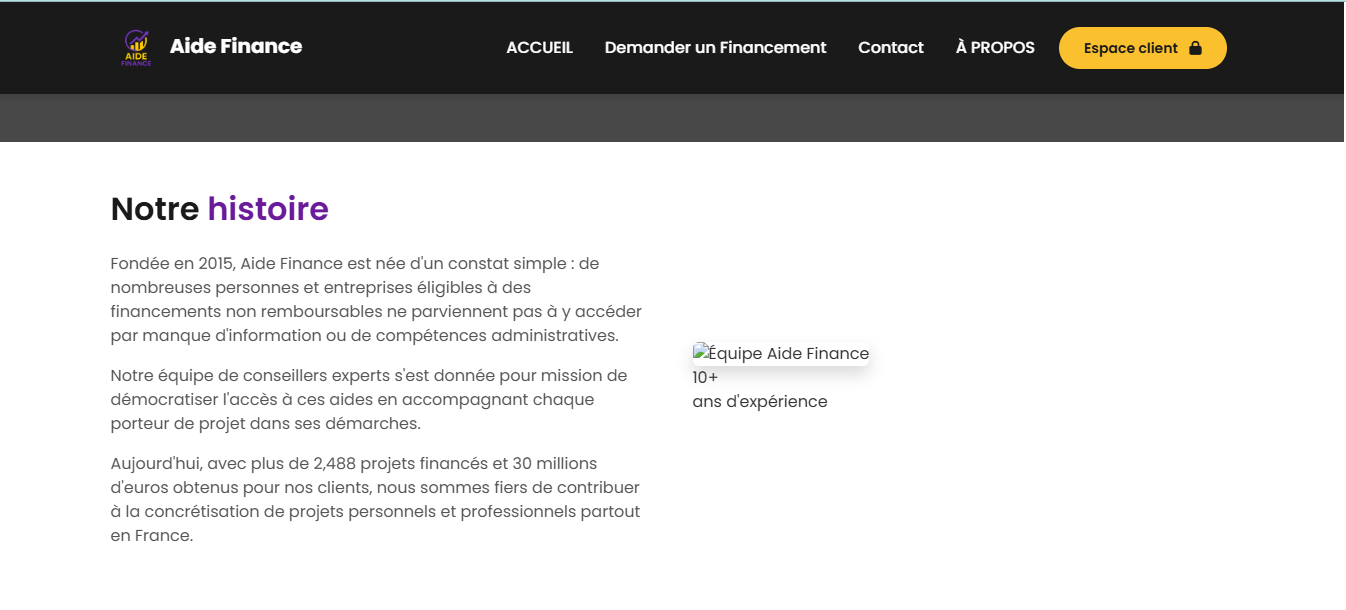 AIDE
FINANCE
Aide Finance
ACCUEIL
Demander un Financement
Contact
À PROPOS
Espace client
Notre histoire
Fondée en 2015, Aide Finance est née d'un constat simple : de
nombreuses personnes et entreprises éligibles à des
financements non remboursables ne parviennent pas à y accéder
par manque d'information ou de compétences administratives.
Notre équipe de conseillers experts s'est donnée pour mission de
démocratiser l'accès à ces aides en accompagnant chaque
porteur de projet dans ses démarches.
Aujourd'hui, avec plus de 2,488 projets financés et 30 millions
d'euros obtenus pour nos clients, nous sommes fiers de contribuer
à la concrétisation de projets personnels et professionnels partout
en France.
Équipe Aide Finance
10+
ans d'expérience